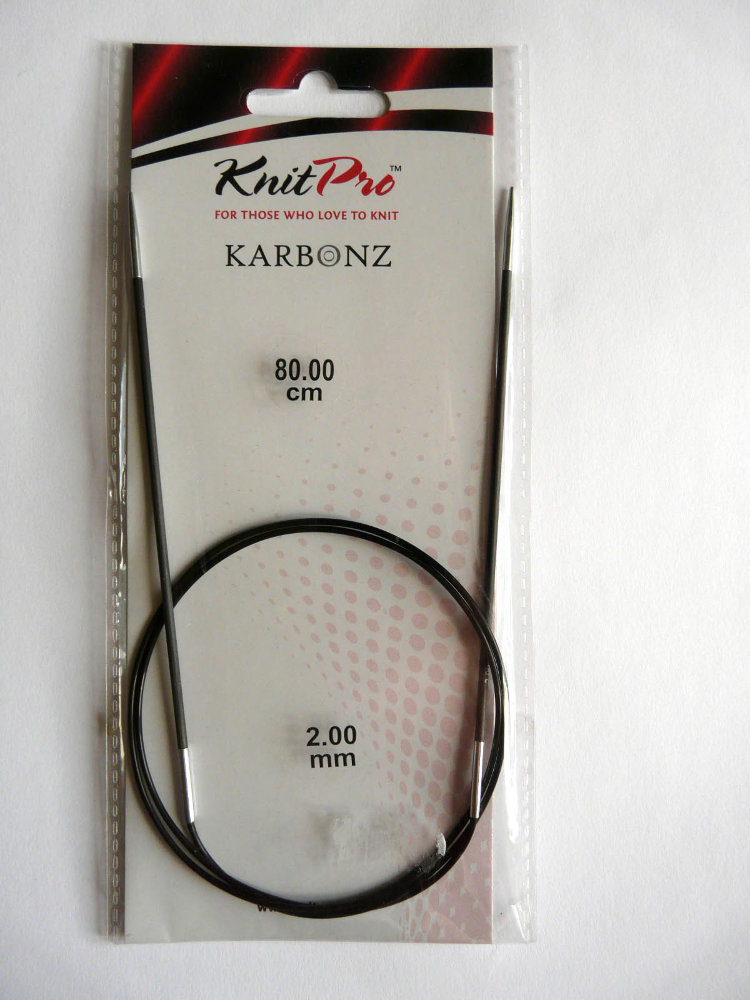 KnitPro™
FOR THOSE WHO LOVE TO KNIT
KARBONZ
80.00
cm
2.00
mm